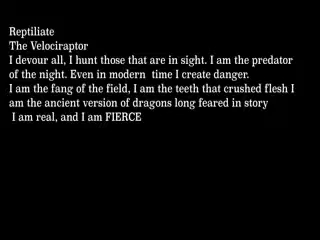 Reptiliate
The Velociraptor
I devour all, I hunt those that are in sight. I am the predator
of the night. Even in modern  time I create danger.
I am the fang of the field, I am the teeth that crushed flesh I
am the ancient version of dragons long feared in story
 I am real, and I am FIERCE